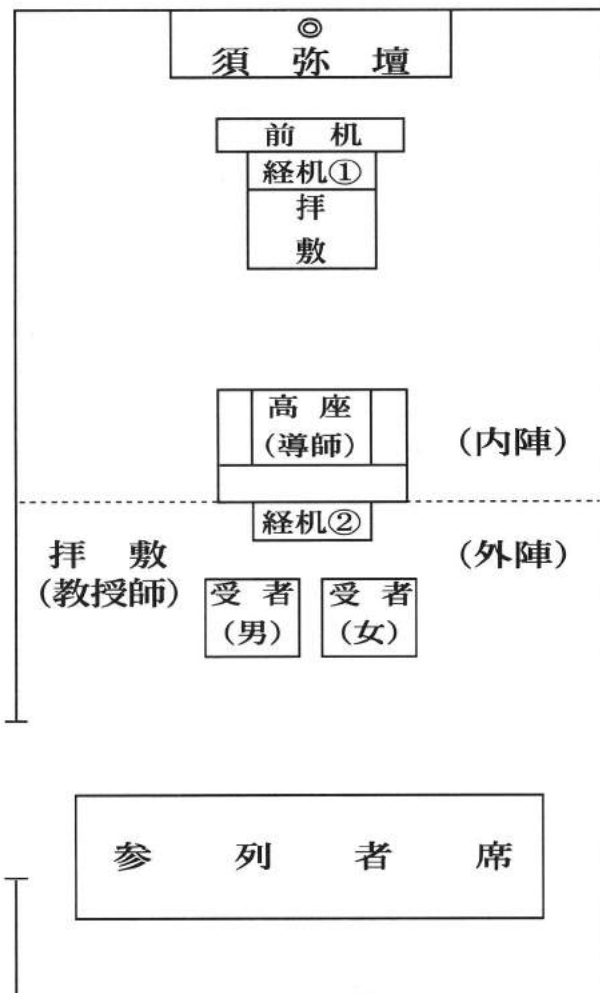 ◎
須弥壇
前机
経机①
拝
敷
高座
(導師)
(内陣)
経机②
拝敷
(教授師)
(外陣)
受者
(男)
受者
(女)
参列者席